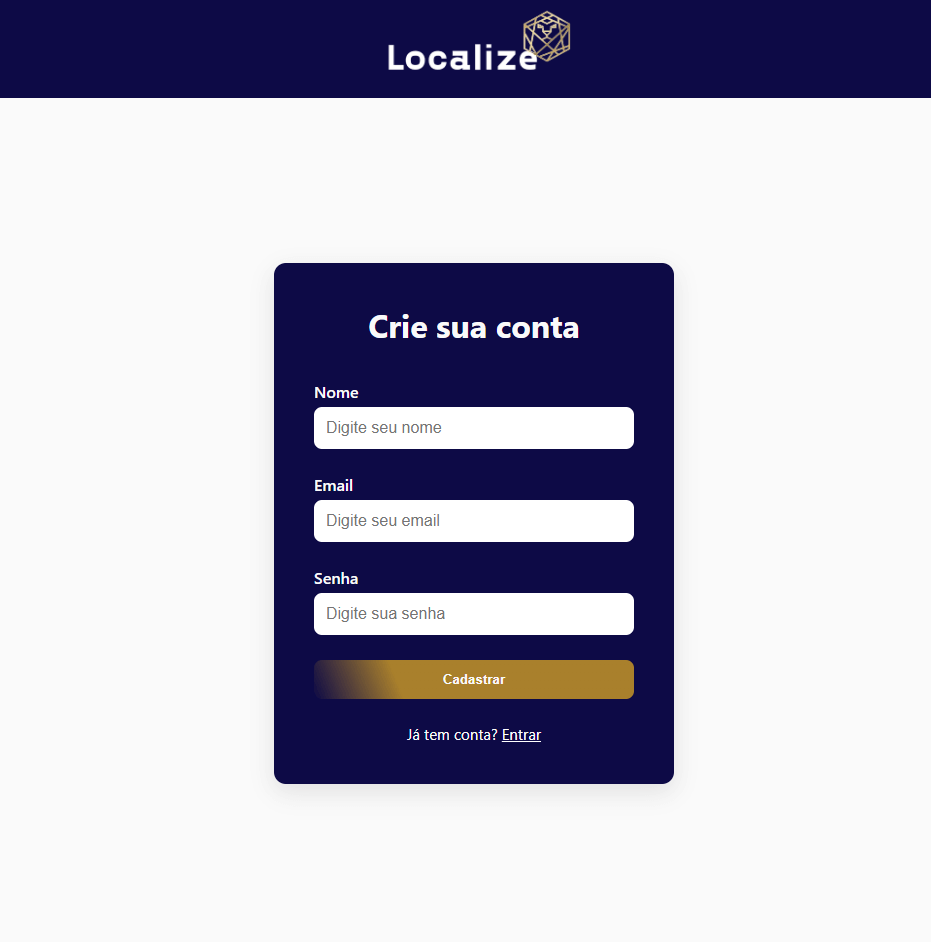 Localize
Crie sua conta
Nome
Digite seu nome
Email
Digite seu email
Senha
Digite sua senha
Cadastrar
Já tem conta? Entrar